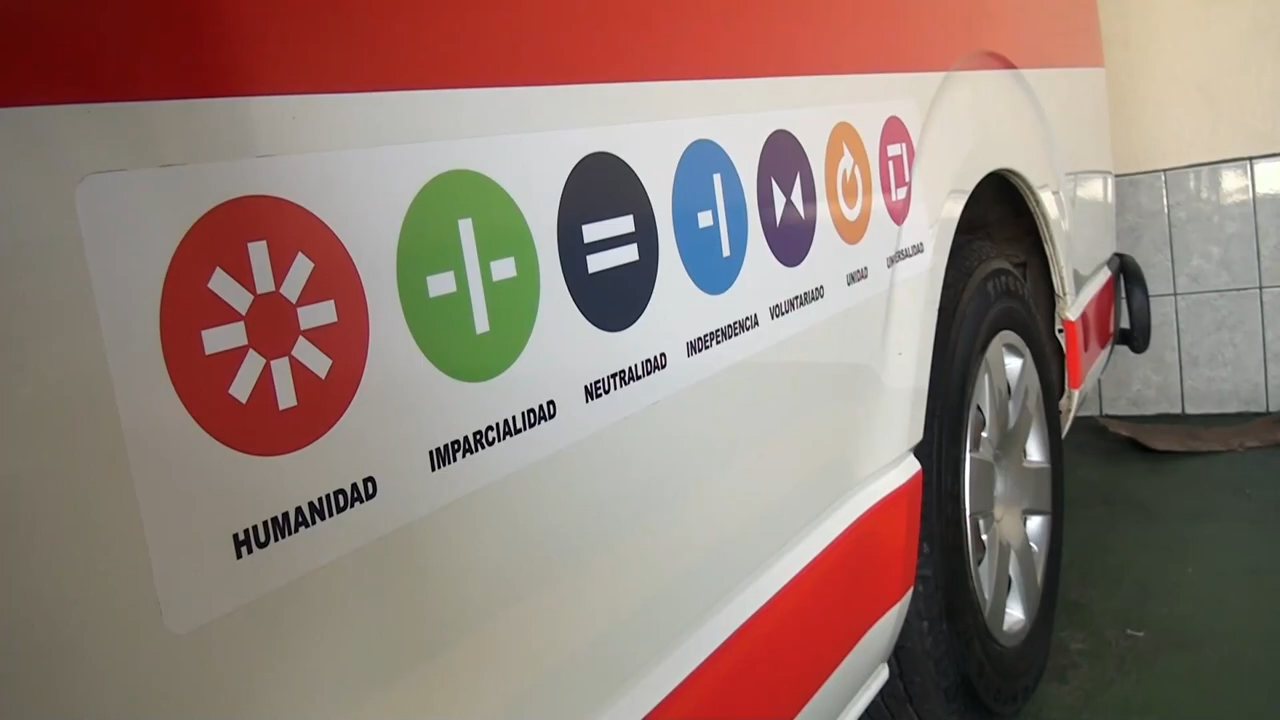 HUMANIDAD
IMPARCIALIDAD
NEUTRALIDAD
INDEPENDENCIA
VOLUNTARIADO
UNIDAD
UNIVERSALIDAD